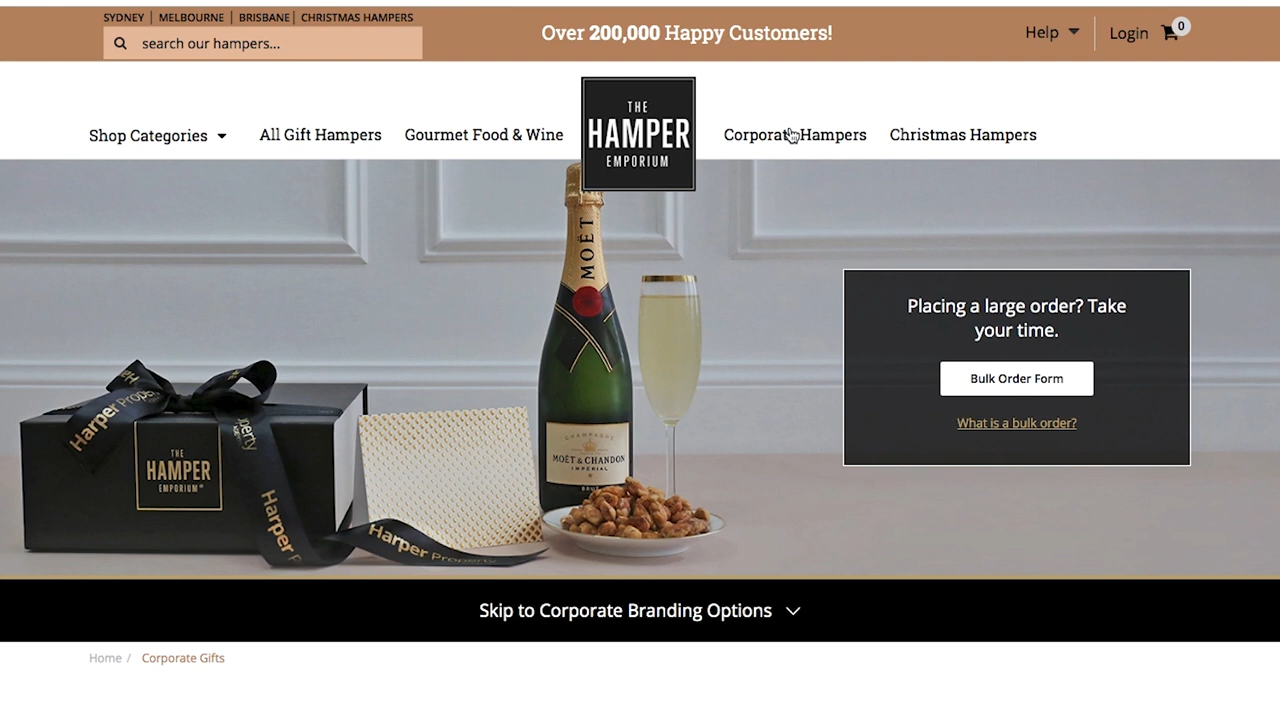 SYDNEY | MELBOURNE | BRISBANE | CHRISTMAS HAMPERS
search our hampers...
Over 200,000 Happy Customers!
Help
Login
0
Shop Categories
All Gift Hampers
Gourmet Food & Wine
THE
HAMPER
EMPORIUM
Corporate Hampers
Christmas Hampers
MOËT
Placing a large order? Take
your time.
Bulk Order Form
What is a bulk order?
Harper
THE
HAMPER
EMPORIUM
CHAMPAGNE
MOËT & CHANDON
IMPÉRIAL
Harper
Harper Property
Skip to Corporate Branding Options
Home / Corporate Gifts